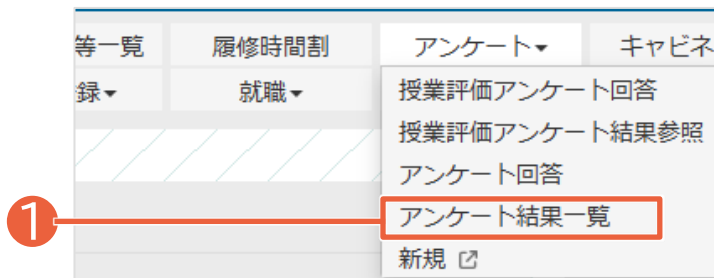 等一覧 履修時間割 アンケート▾ キャビネ
録▾ 就職▾
授業評価アンケート回答
授業評価アンケート結果参照
アンケート回答
1 アンケート結果一覧
新規